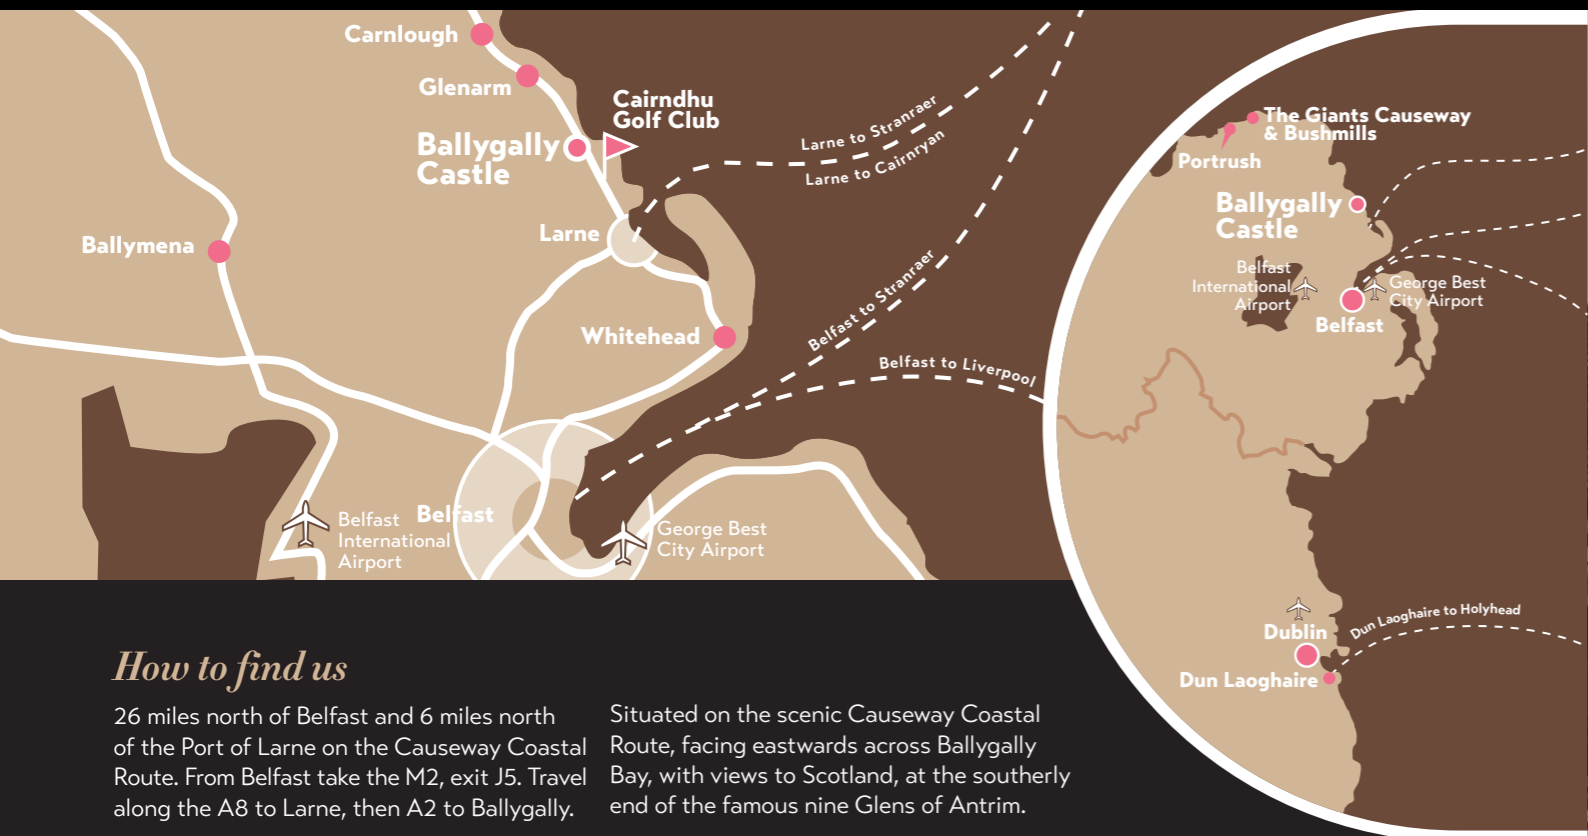 Carnlough
Glenarm
Cairndhu
Golf Club
Ballygally
Castle
Larne to Stranraer
Larne to Cairnryan
Larne
Ballymena
Belfast to Stranraer
Whitehead
Belfast to Liverpool
Belfast
Belfast
International
Airport
George Best
City Airport
The Giants Causeway
& Bushmills
Portrush
Ballygally
Castle
Belfast
International
Airport
George Best
City Airport
Belfast
Dublin
Dun Laoghaire to Holyhead
Dun Laoghaire
How to find us
26 miles north of Belfast and 6 miles north
of the Port of Larne on the Causeway Coastal
Route. From Belfast take the M2, exit J5. Travel
along the A8 to Larne, then A2 to Ballygally.
Situated on the scenic Causeway Coastal
Route, facing eastwards across Ballygally
Bay, with views to Scotland, at the southerly
end of the famous nine Glens of Antrim.